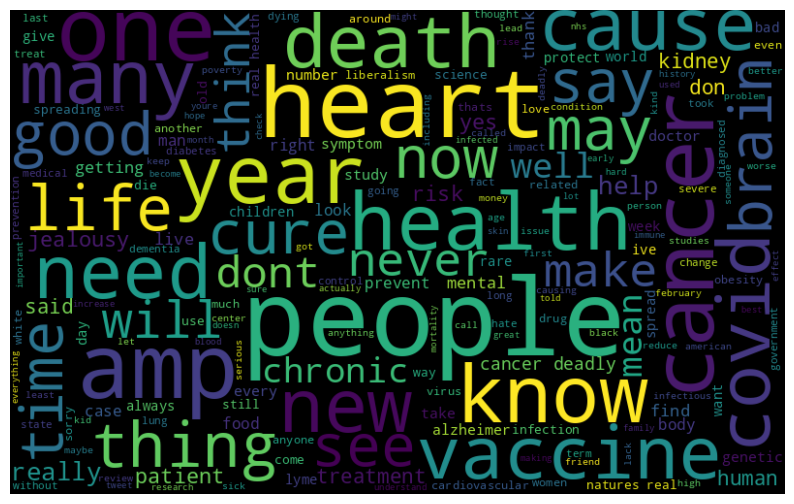 one
many
good
think
death
cause
heart
say
kidney
don
may
brain
year
now
well
help
life
cure
health
cancer
covid
need
dont
never
make
people
will
time
amp
know
new
thing
see
vaccine
really
chronic
mean
human
last
give
treat
dying
around
might
thought
lead
rise
nhs
thank
bad
even
protect
world
history
better
used
took
problem
poverty
west
youre
hope
real health
old
number
liberalism
science
deadly
love
condition
thats
called
infected
including
kind
check
spreading
another
man
month
right
symptom
yes
impact
early
doctor
diagnosed
someone
worse
getting
diabetes
study
medical
keep
become
die
going
fact
related
hard
severe
prevention
children
look
risk
money
lot
person
age
skin
issue
immune
week
studies
jealousy
live
dementia
got
control
actually
prevent
mental
rare
long
first
ive
change
obesity
important
said
sure
much
use
center
doesn
causing
told
drug
spread
february
effect
best
white
increase
day
let
blood
anything
mortality
call
great
hate
black
reduce
american
government
everything
least
sorry
case
every
serious
way
cancer deadly
virus
want
find
infectious
always
still
food
take
alzheimer
infection
body
state
kid
lung
anyone
family
lack
genetic
maybe
come
term
friend
making
without
patient
review
tweet
research
sick
treatment
lyme
understand
cardiovascular
women
natures real
high